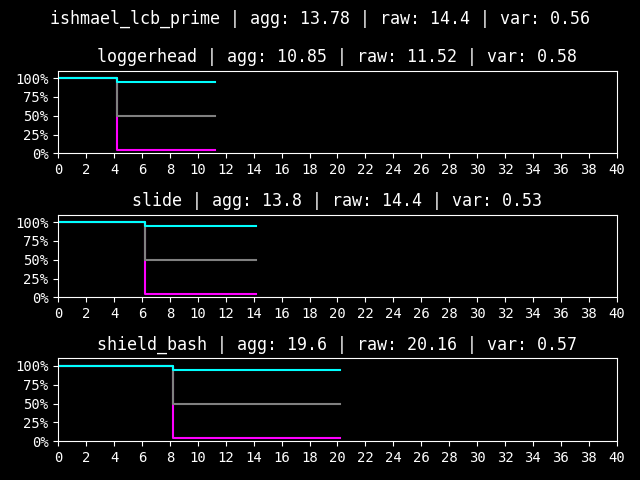 ishmael_lcb_prime | agg: 13.78 | raw: 14.4 | var: 0.56
loggerhead | agg: 10.85 | raw: 11.52 | var: 0.58
100%
75%
50%
25%
0%
0 2 4 6 8 10 12 14 16 18 20 22 24 26 28 30 32 34 36 38 40
slide | agg: 13.8 | raw: 14.4 | var: 0.53
100%
75%
50%
25%
0%
0 2 4 6 8 10 12 14 16 18 20 22 24 26 28 30 32 34 36 38 40
shield_bash | agg: 19.6 | raw: 20.16 | var: 0.57
100%
75%
50%
25%
0%
0 2 4 6 8 10 12 14 16 18 20 22 24 26 28 30 32 34 36 38 40